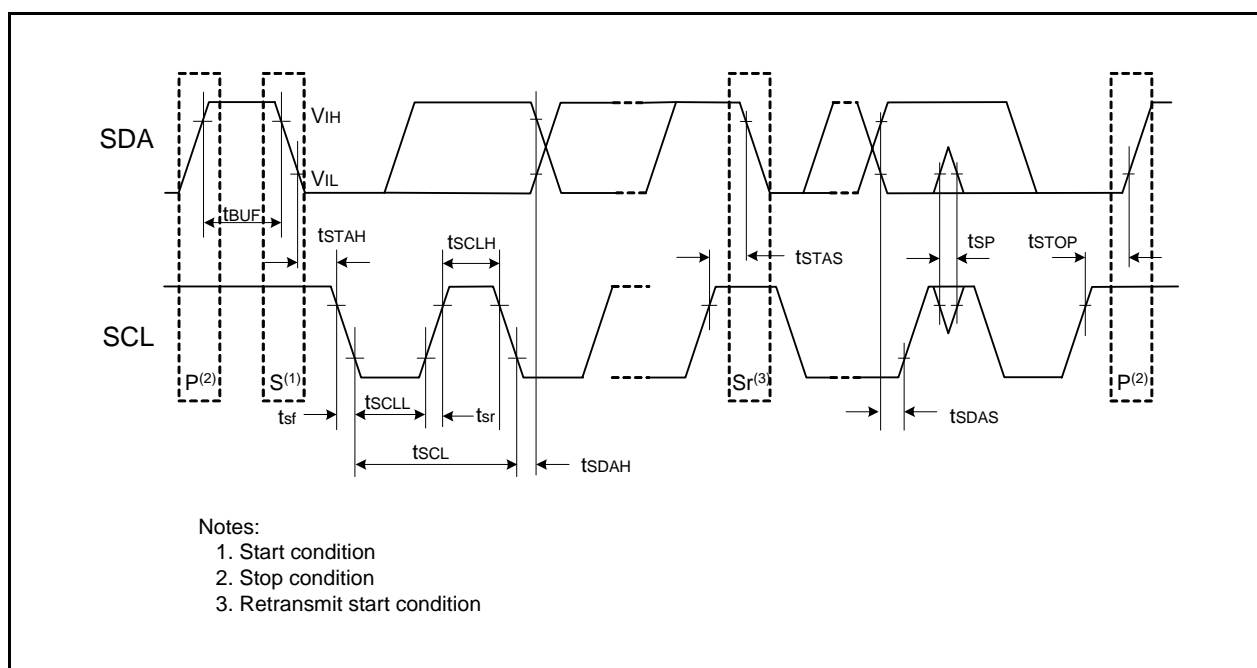 VIH
SDA
VIL
tBUF
tSTAH
tSCLH
tSTAS
tSP
tSTOP
SCL
P(2)
S(1)
Sr(3)
P(2)
tsf
tSCLL
tsr
tSDAS
tSCL
tSDAH
Notes:
1. Start condition
2. Stop condition
3. Retransmit start condition